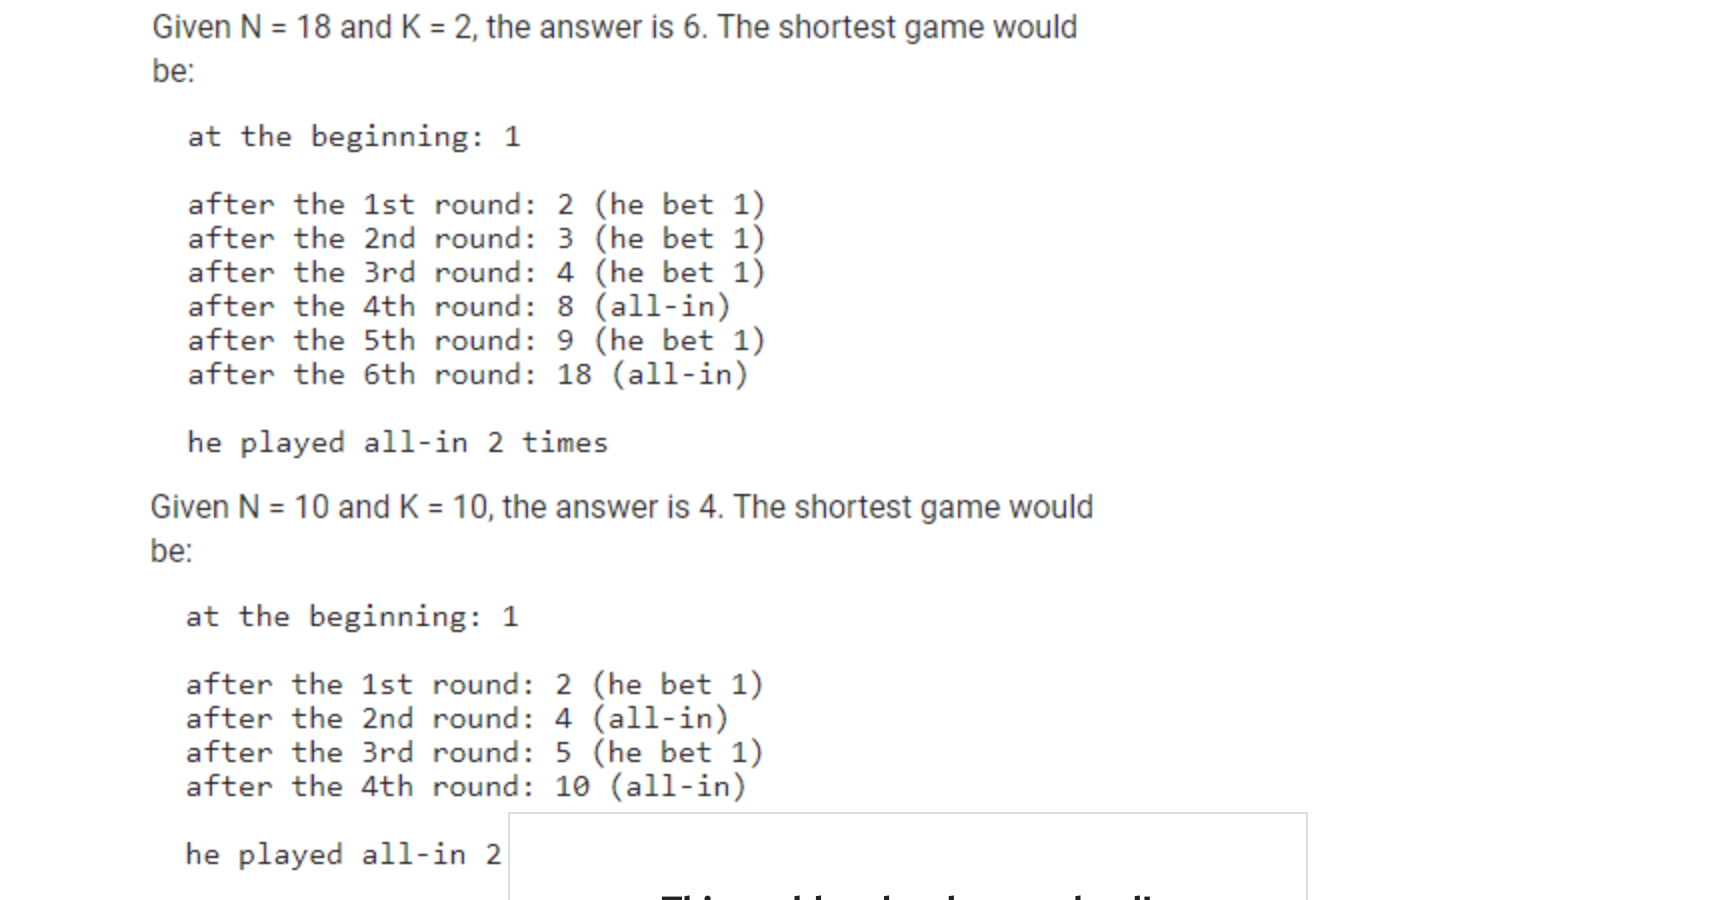 Given N = 18 and K = 2, the answer is 6. The shortest game would
be:
at the beginning: 1
after the 1st round: 2 (he bet 1)
after the 2nd round: 3 (he bet 1)
after the 3rd round: 4 (he bet 1)
after the 4th round: 8 (all-in)
after the 5th round: 9 (he bet 1)
after the 6th round: 18 (all-in)
he played all-in 2 times
Given N = 10 and K = 10, the answer is 4. The shortest game would
be:
at the beginning: 1
after the 1st round: 2 (he bet 1)
after the 2nd round: 4 (all-in)
after the 3rd round: 5 (he bet 1)
after the 4th round: 10 (all-in)
he played all-in 2